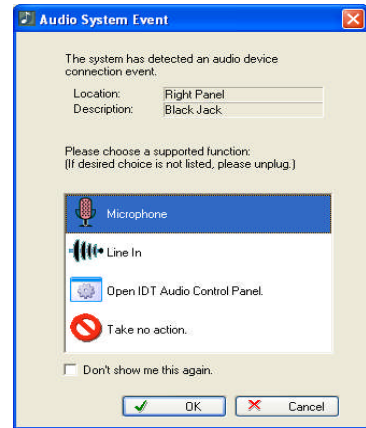 Audio System Event
The system has detected an audio device
connection event.
Location: Right Panel
Description: Black Jack
Please choose a supported function:
(If desired choice is not listed, please unplug.)
Microphone
Line In
Open IDT Audio Control Panel.
Take no action.
Don't show me this again.
OK Cancel